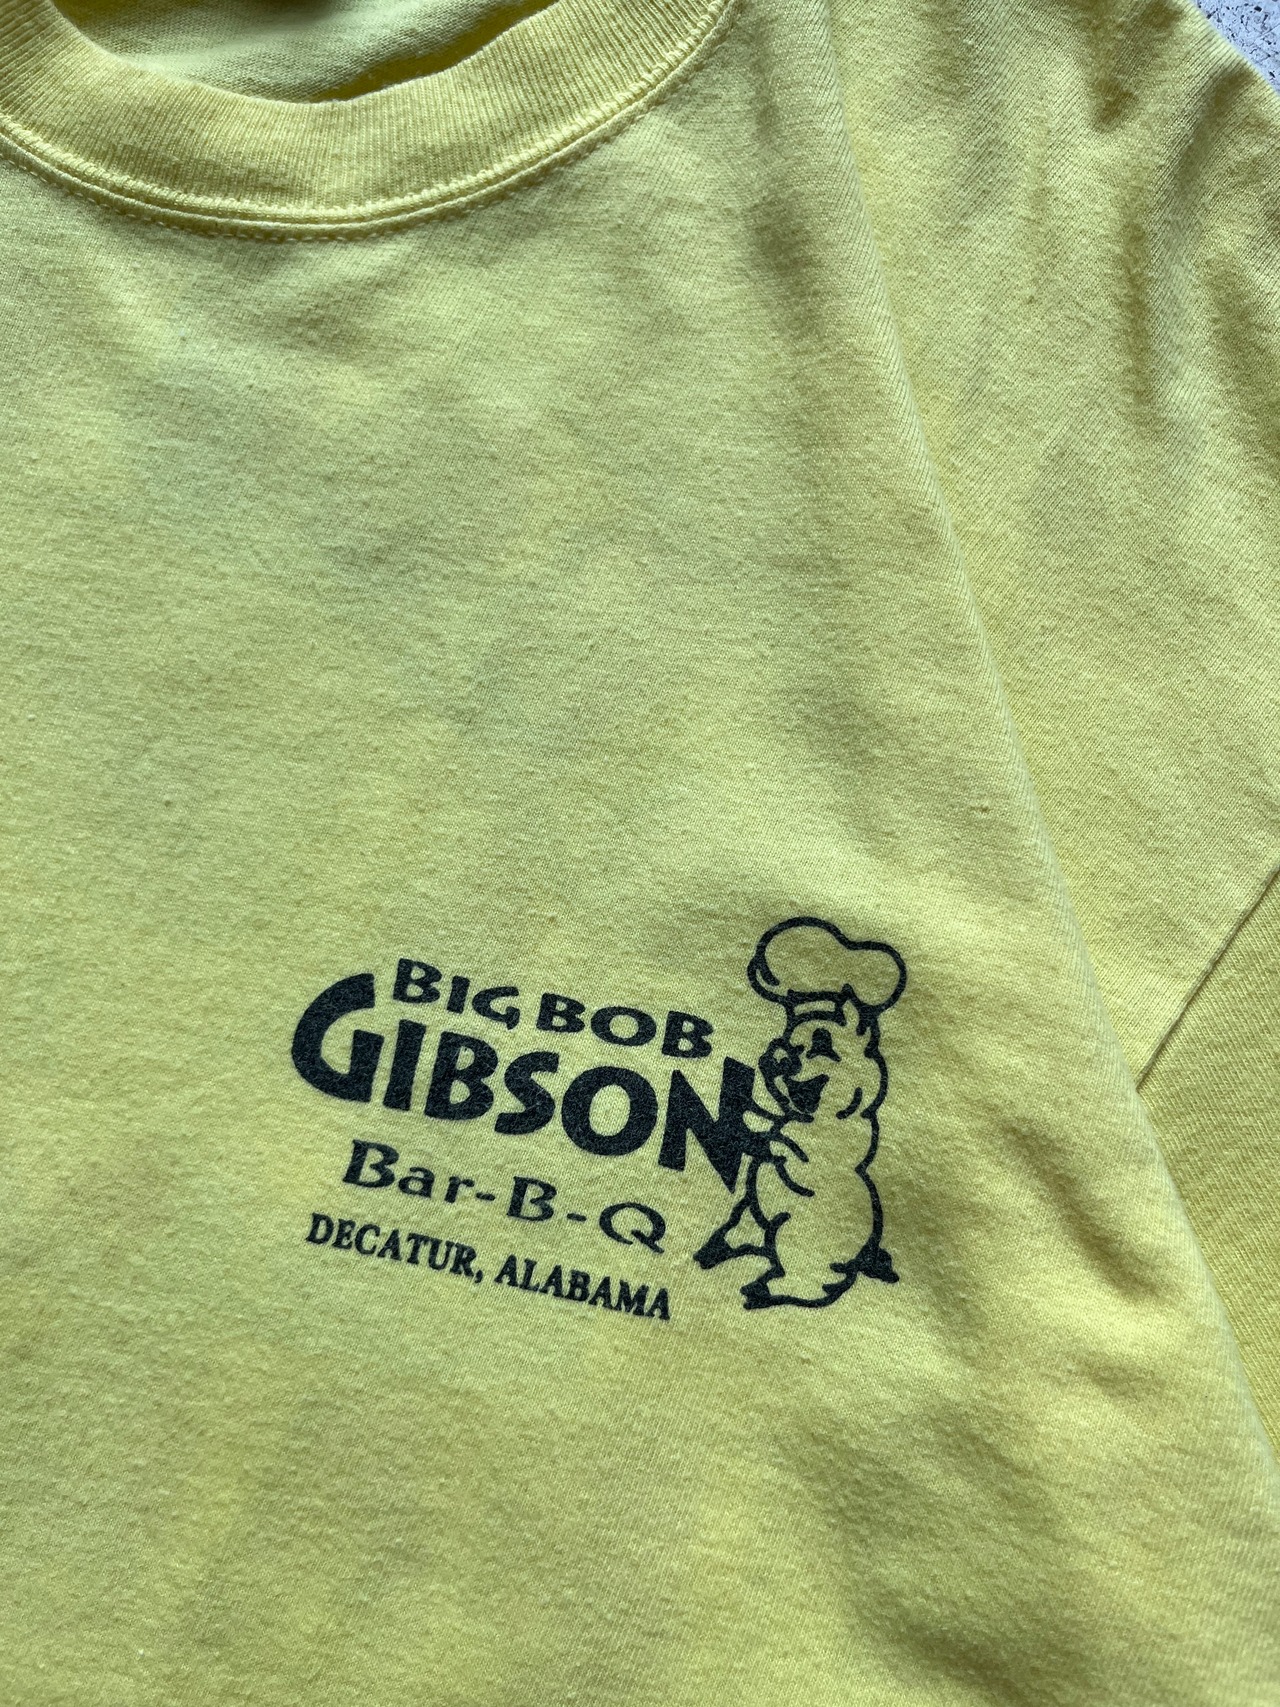 BIG BOB
GIBSON
Bar-B-Q
DECATUR, ALABAMA